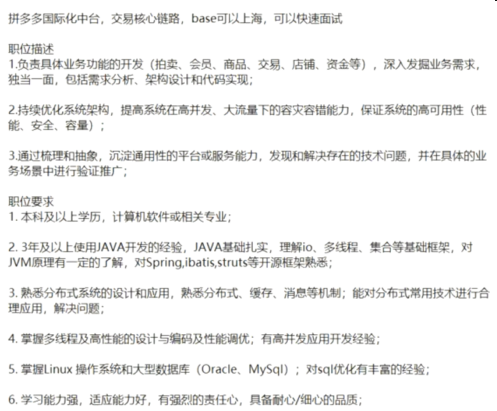 拼多多国际化中台，交易核心链路，base可以上海，可以快速面试
职位描述
1.负责具体业务功能的开发（拍卖、会员、商品、交易、店铺、资金等），深入发掘业务需求，
独当一面，包括需求分析、架构设计和代码实现；
2.持续优化系统架构，提高系统在高并发、大流量下的容灾容错能力，保证系统的高可用性（性
能、安全、容量）；
3.通过梳理和抽象，沉淀通用性的平台或服务能力，发现和解决存在的技术问题，并在具体的业
务场景中进行验证推广；
职位要求
1. 本科及以上学历，计算机软件或相关专业；
2. 3年及以上使用JAVA开发的经验，JAVA基础扎实，理解io、多线程、集合等基础框架，对
JVM原理有一定的了解，对Spring,ibatis,struts等开源框架熟悉；
3. 熟悉分布式系统的设计和应用，熟悉分布式、缓存、消息等机制；能对分布式常用技术进行合
理应用，解决问题；
4. 掌握多线程及高性能的设计与编码及性能调优；有高并发应用开发经验；
5. 掌握Linux 操作系统和大型数据库（Oracle、MySql）；对sql优化有丰富的经验；
6. 学习能力强，适应能力好，有强烈的责任心，具备耐心/细心的品质；